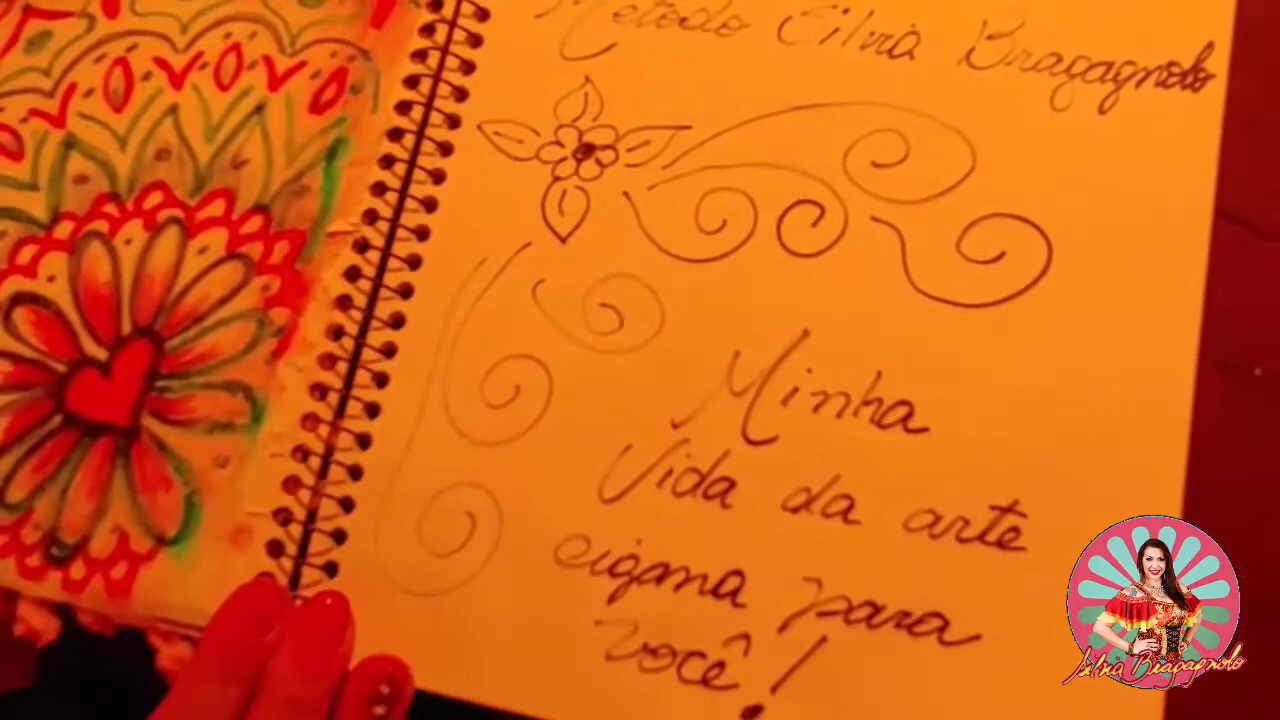 Método Silvia Bragagnolo
Minha
vida da arte
cigana para
você!
Silvia Bragagnolo